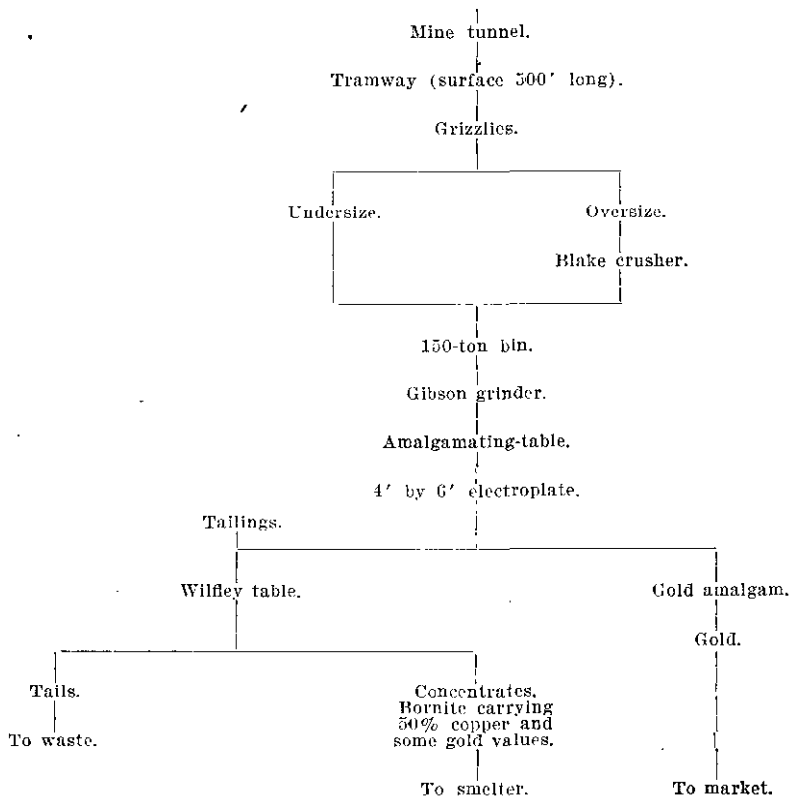 Mine tunnel.
Tramway (surface 500' long).
Grizzlies.
Undersize.
Oversize.
Blake crusher.
150-ton bin.
Gibson grinder.
Amalgamating-table.
4' by 6' electroplate.
Tailings.
Wilfley table.
Gold amalgam.
Gold.
Tails.
Concentrates.
Bornite carrying
50% copper and
some gold values.
To waste.
To smelter.
To market.